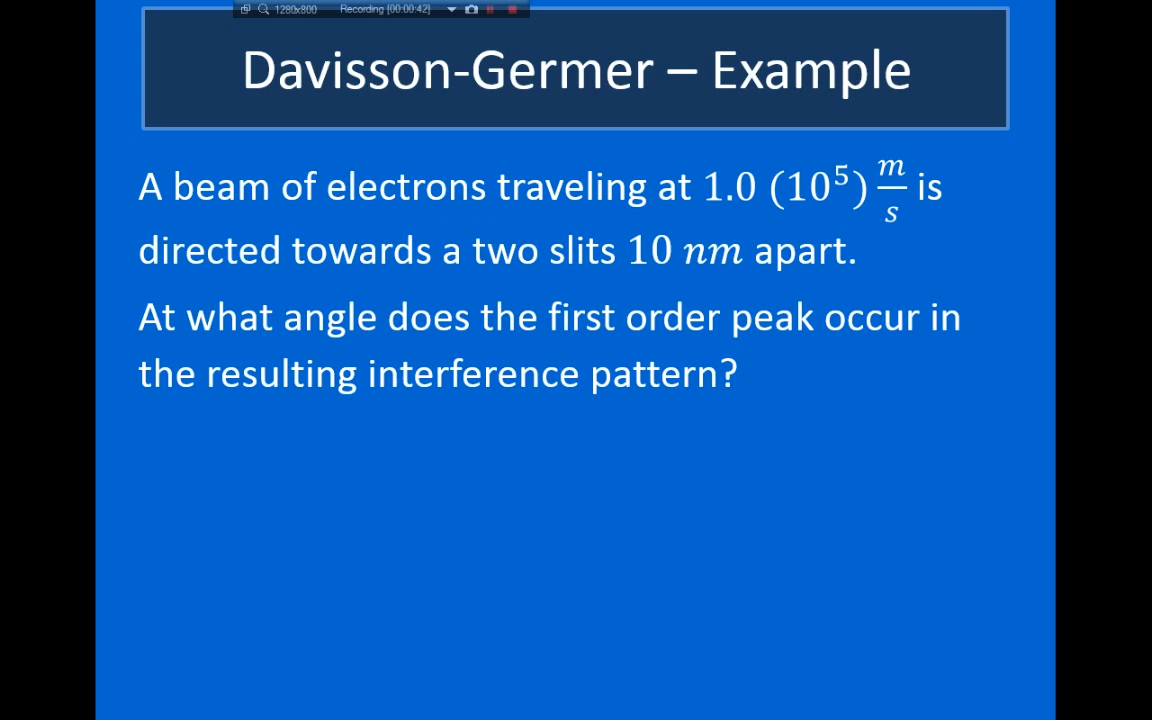 1280x800 Recording [00:00:42]
Davisson-Germer – Example
A beam of electrons traveling at 1.0 (10⁵) m/s is
directed towards a two slits 10 nm apart.
At what angle does the first order peak occur in
the resulting interference pattern?